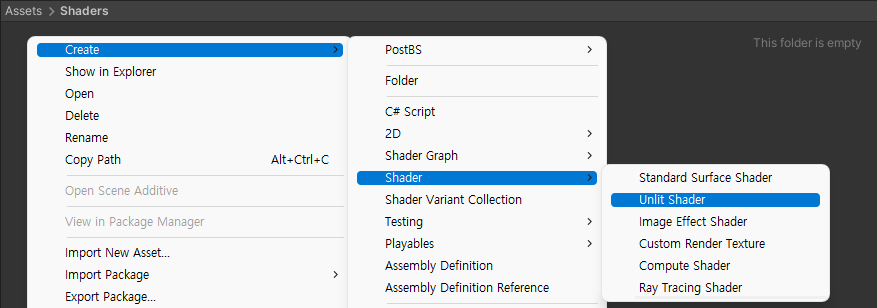 Assets > Shaders
This folder is empty
Create
Show in Explorer
Open
Delete
Rename
Copy Path Alt+Ctrl+C
Open Scene Additive
View in Package Manager
Import New Asset...
Import Package
Export Package...
PostBS
Folder
C# Script
2D
Shader Graph
Shader
Shader Variant Collection
Testing
Playables
Assembly Definition
Assembly Definition Reference
Standard Surface Shader
Unlit Shader
Image Effect Shader
Custom Render Texture
Compute Shader
Ray Tracing Shader